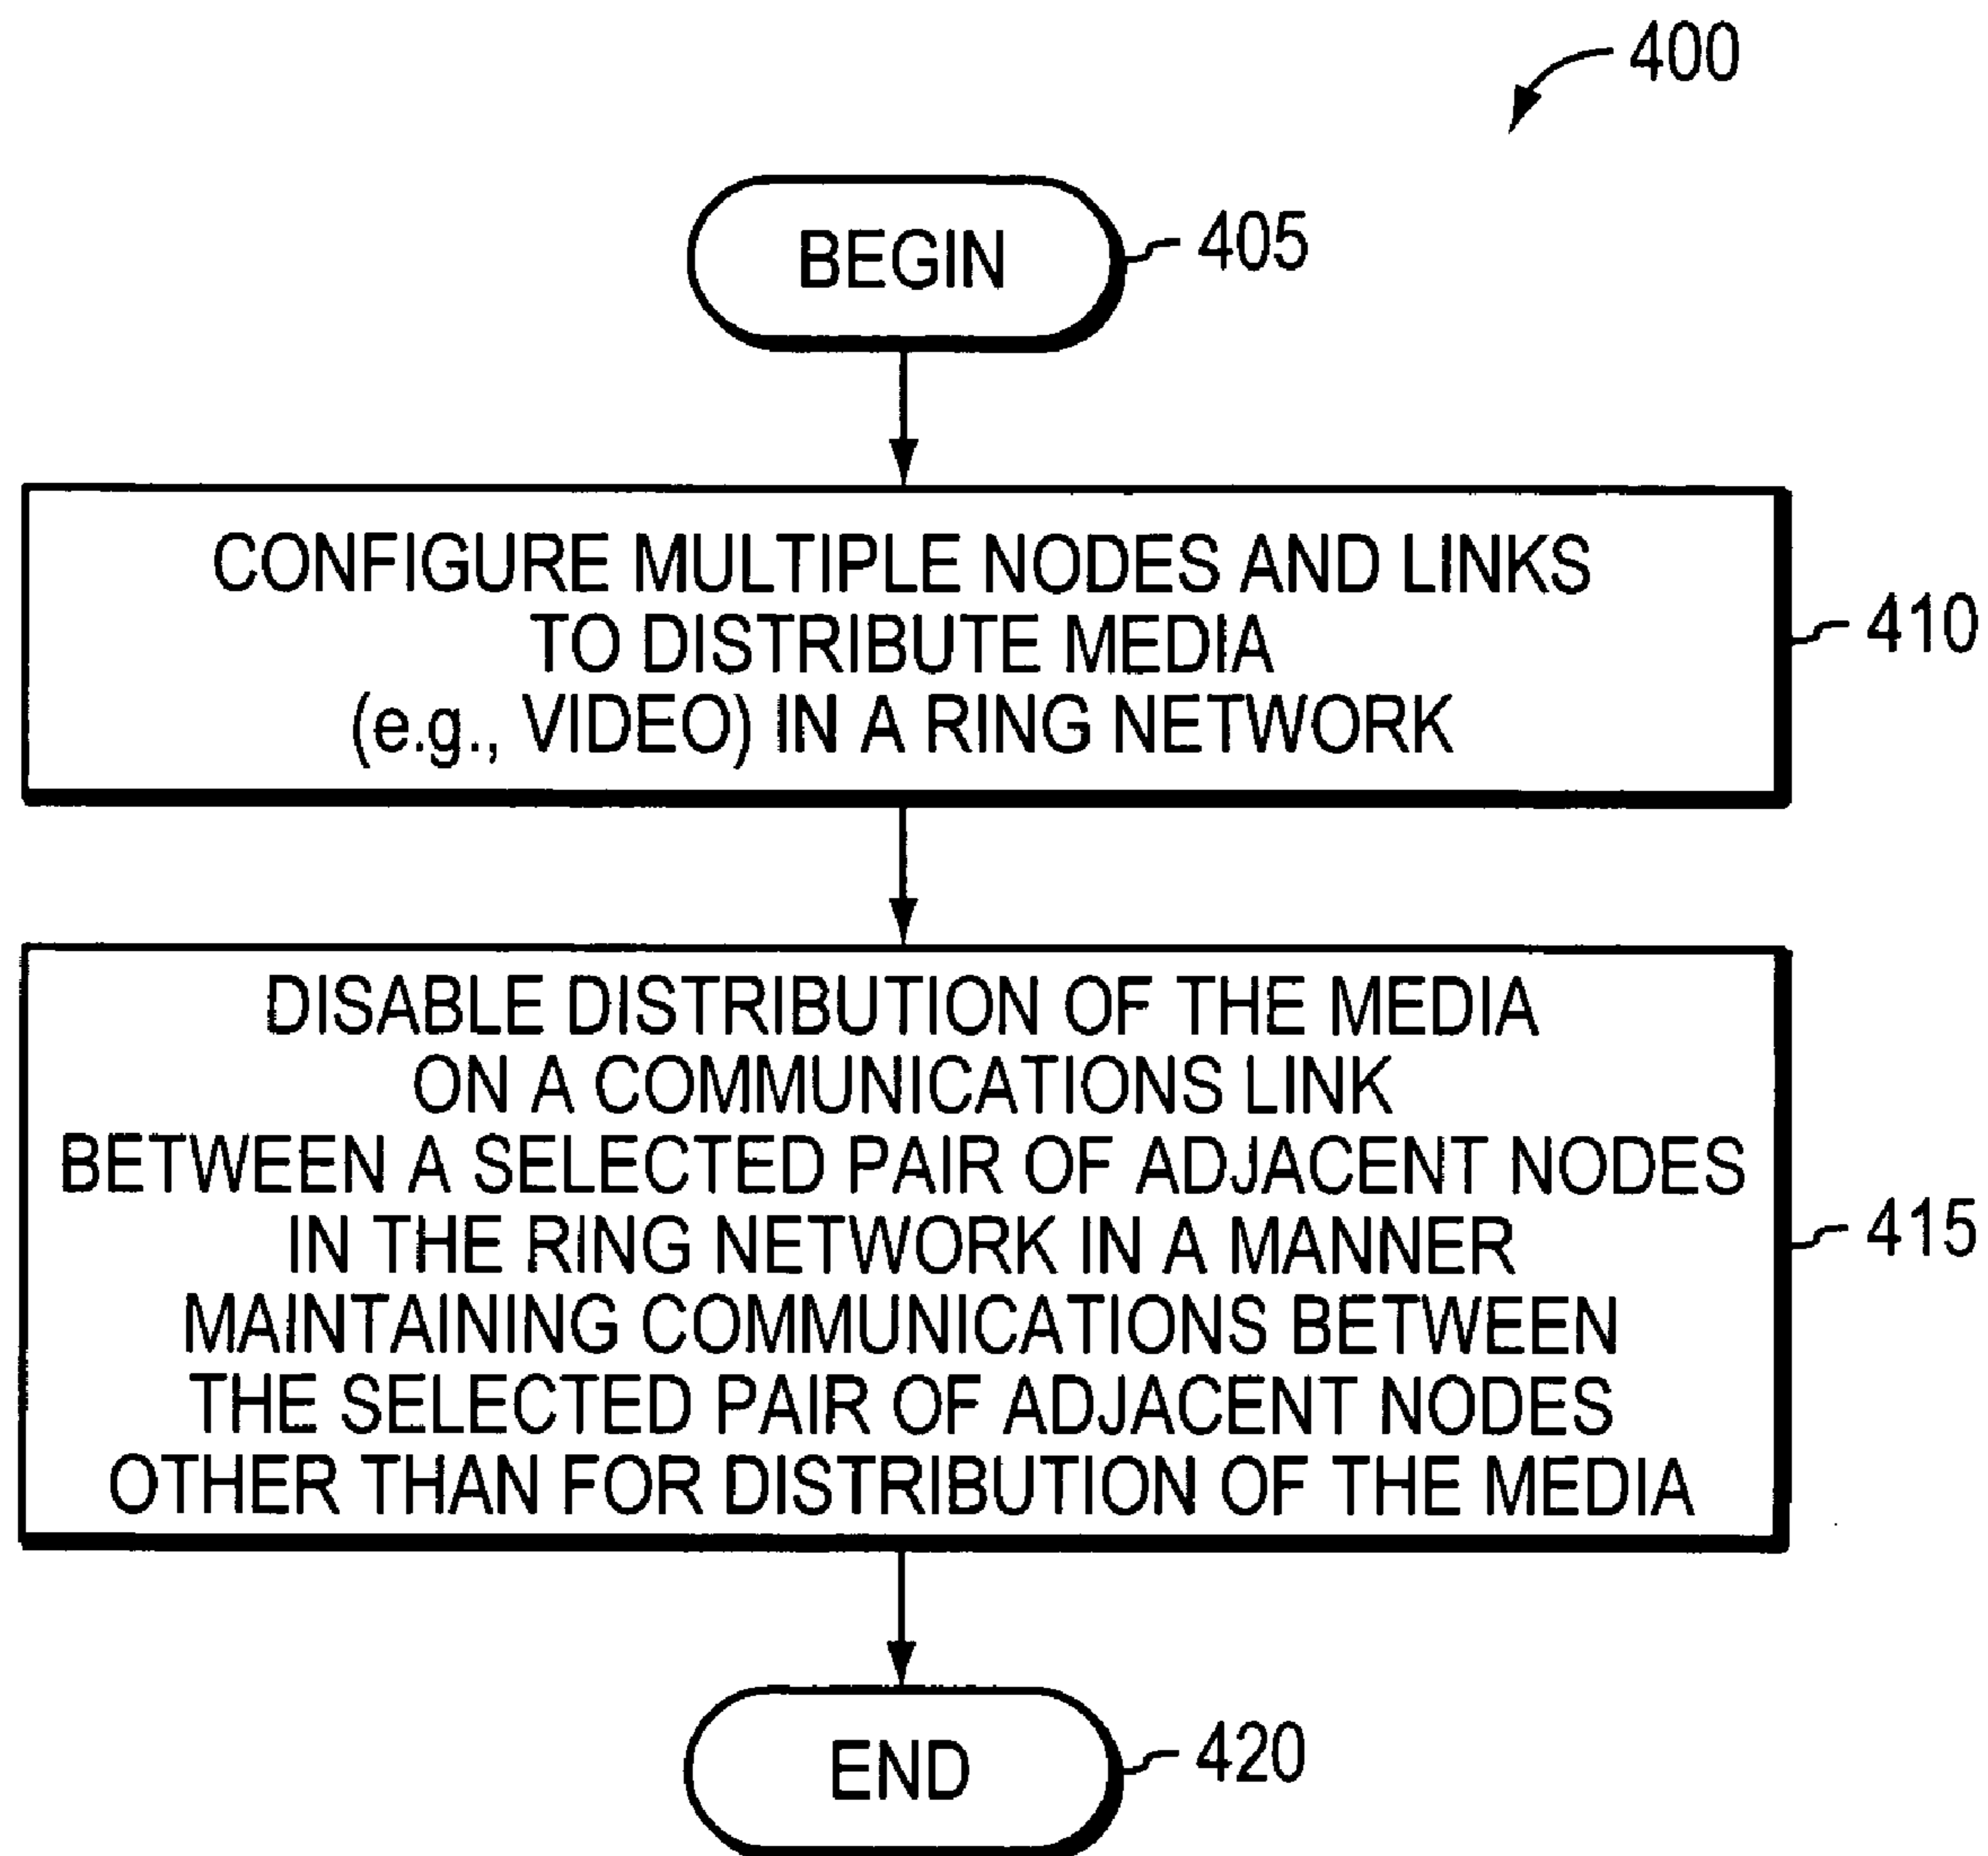 400
BEGIN
405
CONFIGURE MULTIPLE NODES AND LINKS
TO DISTRIBUTE MEDIA
(e.g., VIDEO) IN A RING NETWORK
410
DISABLE DISTRIBUTION OF THE MEDIA
ON A COMMUNICATIONS LINK
BETWEEN A SELECTED PAIR OF ADJACENT NODES
IN THE RING NETWORK IN A MANNER
MAINTAINING COMMUNICATIONS BETWEEN
THE SELECTED PAIR OF ADJACENT NODES
OTHER THAN FOR DISTRIBUTION OF THE MEDIA
415
END
420